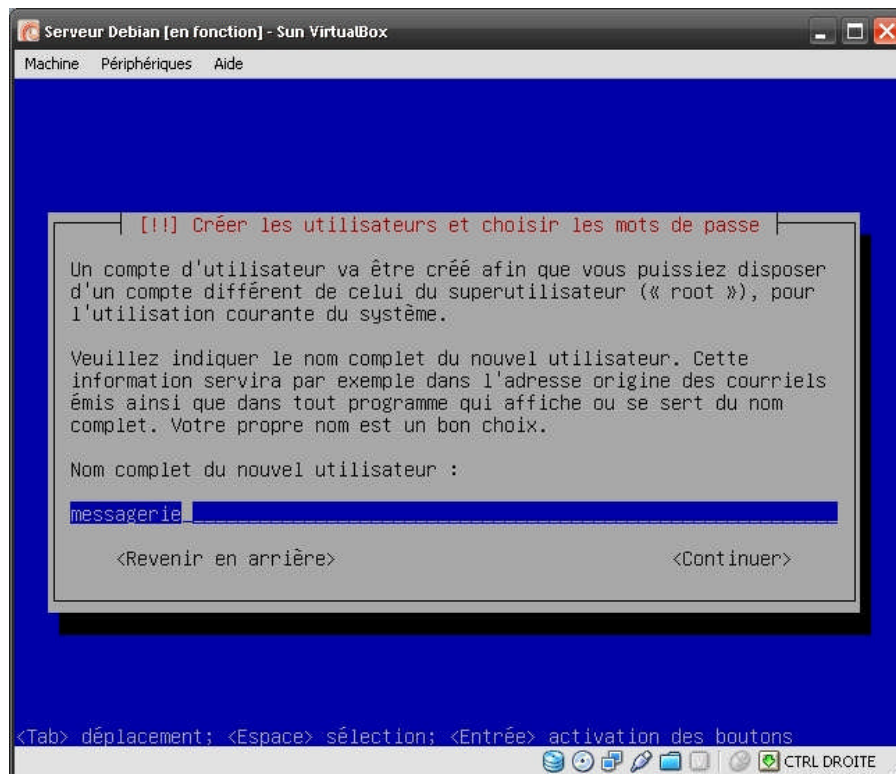 Serveur Debian [en fonction] - Sun VirtualBox
Machine Périphériques Aide
[!!] Créer les utilisateurs et choisir les mots de passe
Un compte d'utilisateur va être créé afin que vous puissiez disposer
d'un compte différent de celui du superutilisateur (« root »), pour
l'utilisation courante du système.
Veuillez indiquer le nom complet du nouvel utilisateur. Cette
information servira par exemple dans l'adresse origine des courriels
émis ainsi que dans tout programme qui affiche ou se sert du nom
complet. Votre propre nom est un bon choix.
Nom complet du nouvel utilisateur :
messagerie
<Revenir en arrière> <Continuer>
<Tab> déplacement; <Espace> sélection; <Entrée> activation des boutons
CTRL DROITE